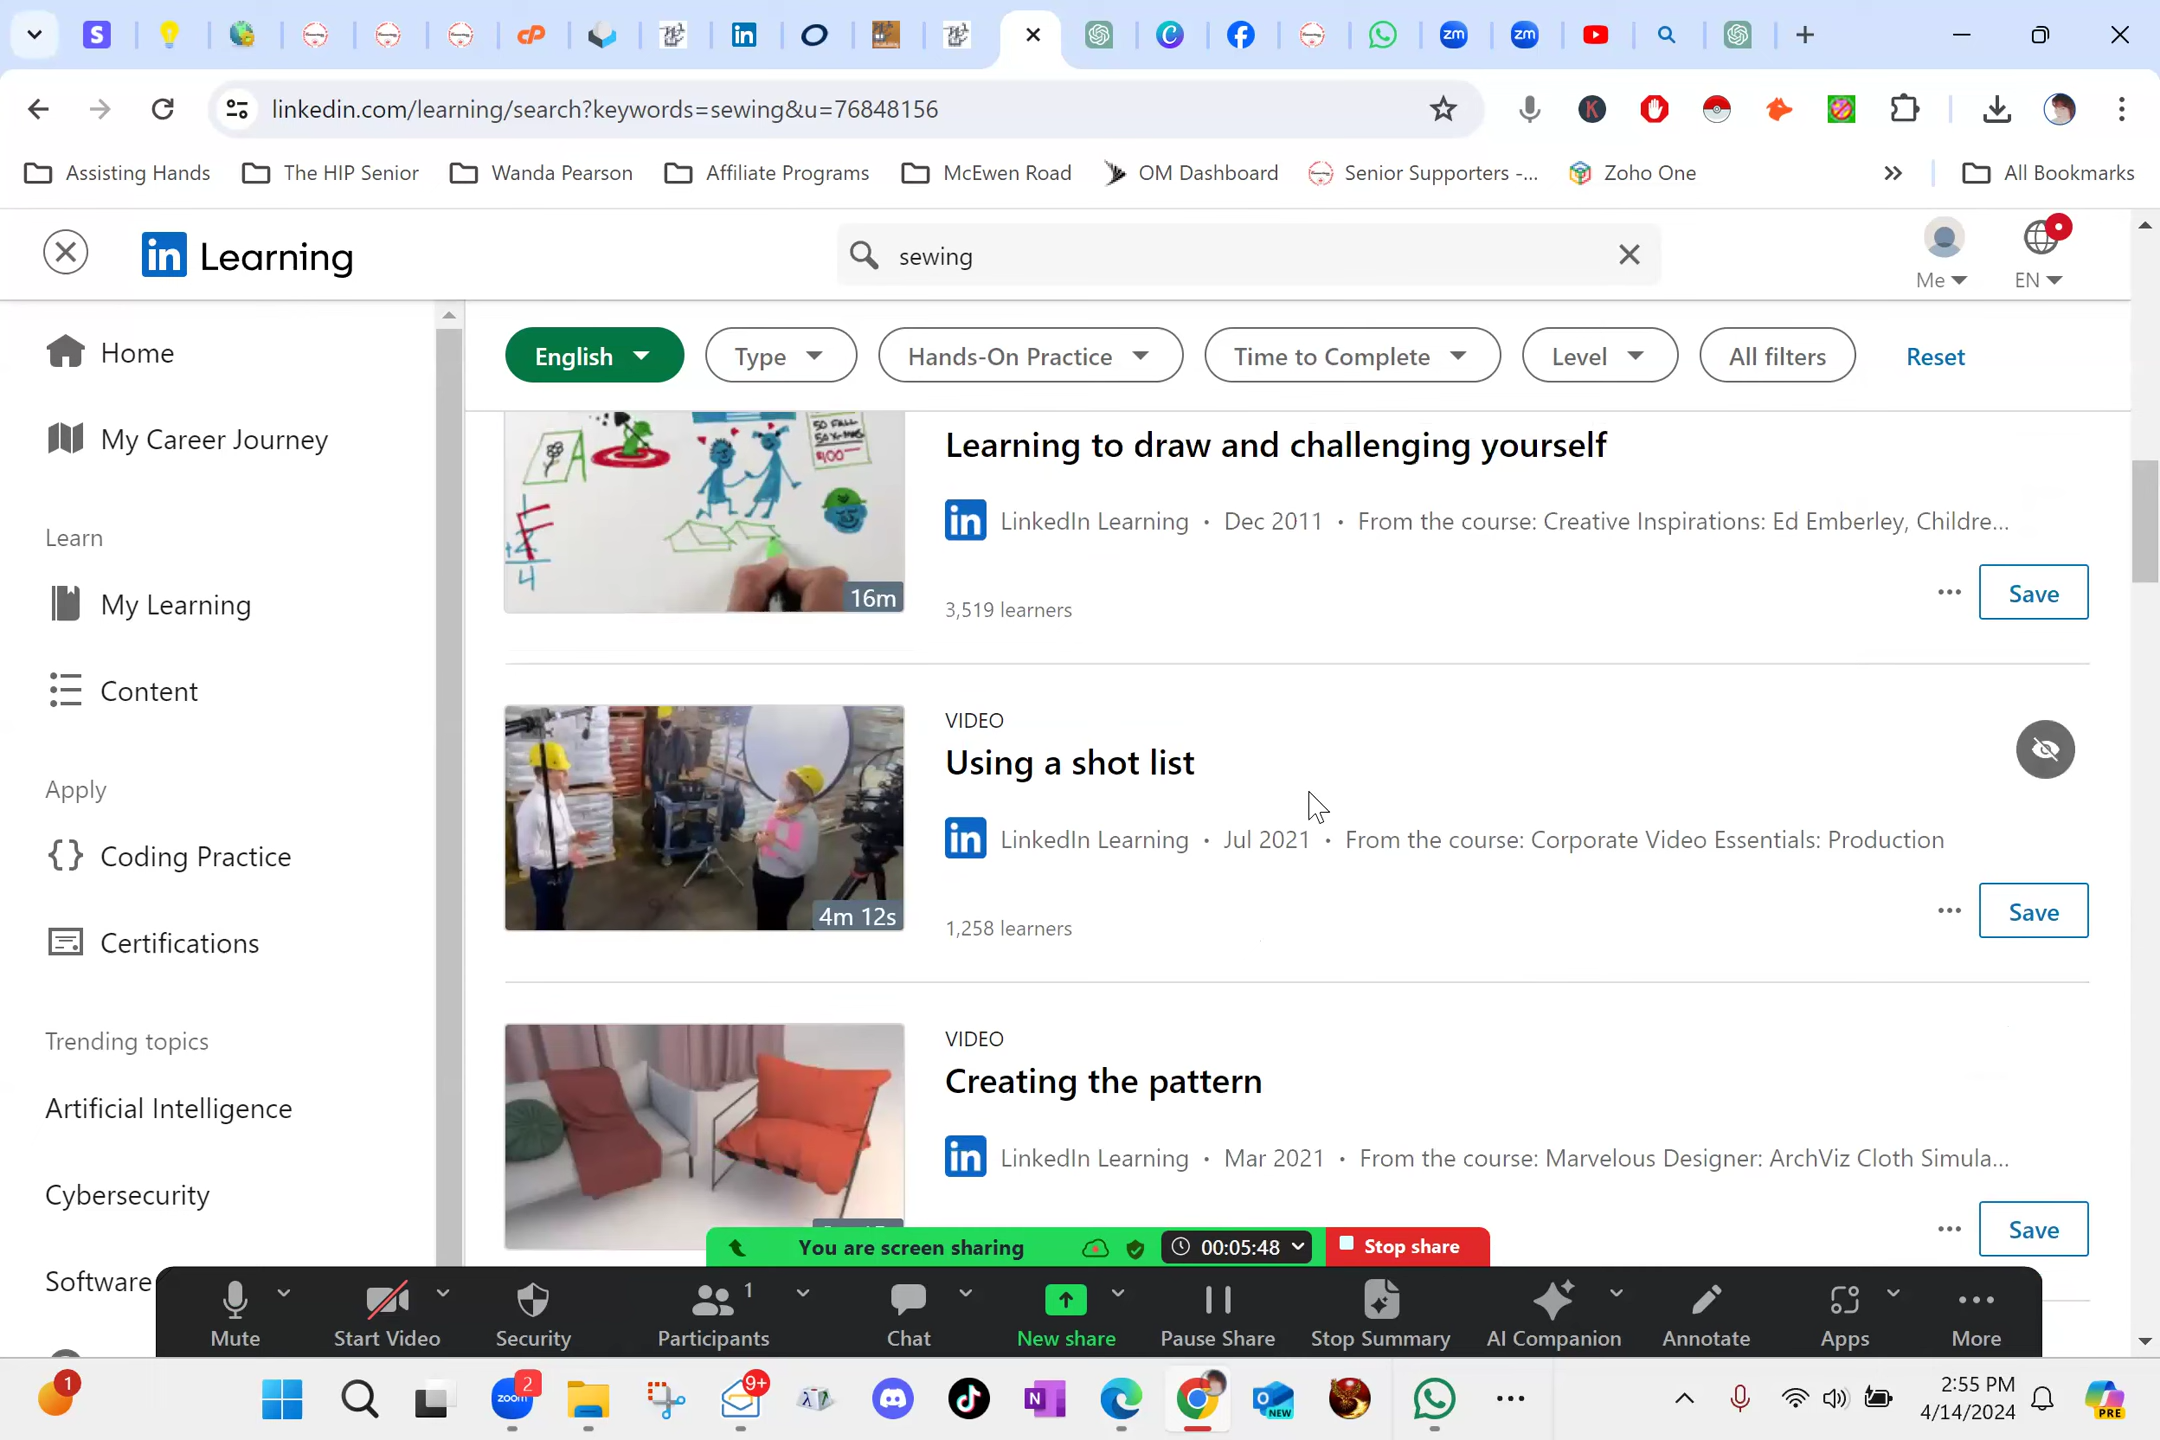 linkedin.com/learning/search?keywords=sewing&u=76848156
Assisting Hands
The HIP Senior
Wanda Pearson
Affiliate Programs
McEwen Road
OM Dashboard
Senior Supporters -...
Zoho One
All Bookmarks
in Learning
sewing
Me
EN
Home
My Career Journey
Learn
My Learning
Content
Apply
Coding Practice
Certifications
Trending topics
Artificial Intelligence
Cybersecurity
Software
English
Type
Hands-On Practice
Time to Complete
Level
All filters
Reset
16m
Learning to draw and challenging yourself
LinkedIn Learning • Dec 2011 • From the course: Creative Inspirations: Ed Emberley, Childre...
3,519 learners
Save
4m 12s
VIDEO
Using a shot list
LinkedIn Learning • Jul 2021 • From the course: Corporate Video Essentials: Production
1,258 learners
Save
VIDEO
Creating the pattern
LinkedIn Learning • Mar 2021 • From the course: Marvelous Designer: ArchViz Cloth Simula...
Save
You are screen sharing
00:05:48
Stop share
Mute
Start Video
Security
Participants
1
Chat
New share
Pause Share
Stop Summary
AI Companion
Annotate
Apps
More
1
zoom
2
9+
NEW
2:55 PM
4/14/2024
PRE